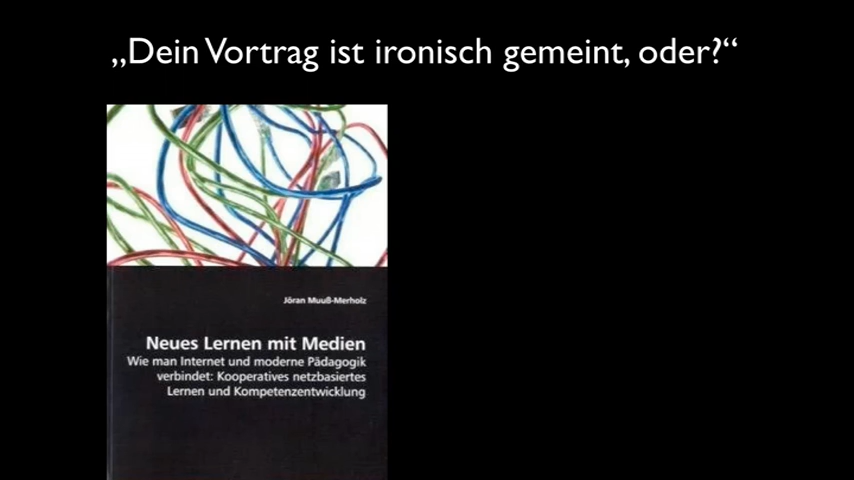 „Dein Vortrag ist ironisch gemeint, oder?“
Jöran Muuß-Merholz
Neues Lernen mit Medien
Wie man Internet und moderne Pädagogik
verbindet: Kooperatives netzbasiertes
Lernen und Kompetenzentwicklung